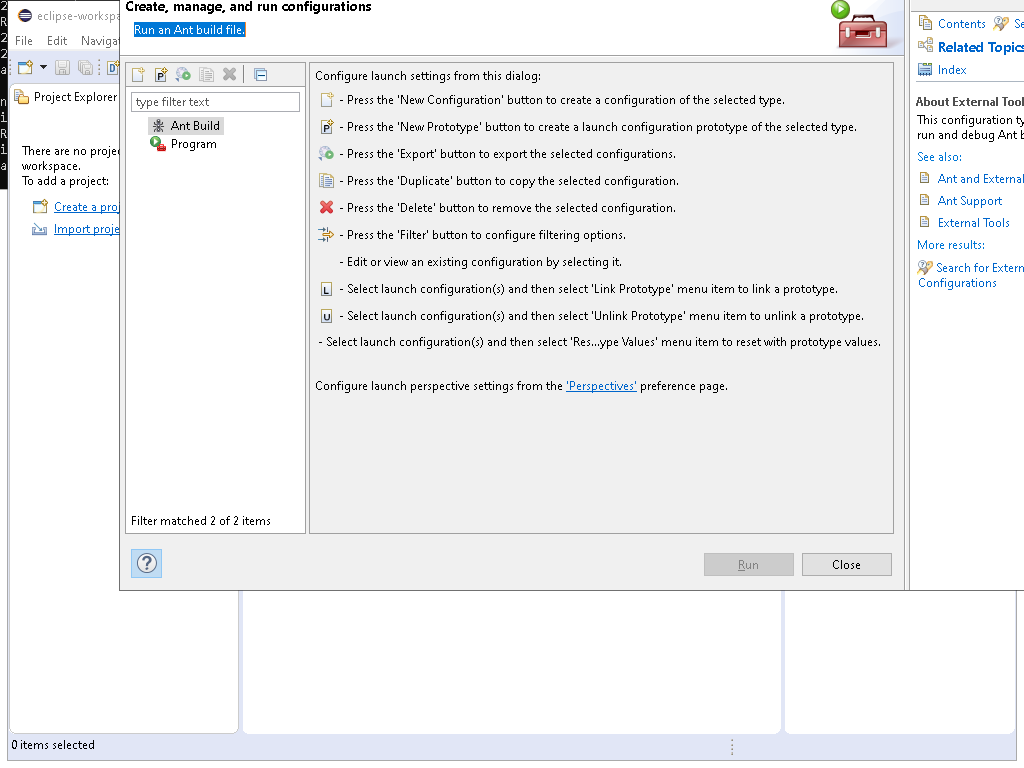 Create, manage, and run configurations
Run an Ant build file.
eclipse-workspa
File Edit Naviga
Project Explorer
There are no projec
workspace.
To add a project:
Create a proj
Import proje
type filter text
Ant Build
Program
Filter matched 2 of 2 items
Configure launch settings from this dialog:
- Press the 'New Configuration' button to create a configuration of the selected type.
- Press the 'New Prototype' button to create a launch configuration prototype of the selected type.
- Press the 'Export' button to export the selected configurations.
- Press the 'Duplicate' button to copy the selected configuration.
- Press the 'Delete' button to remove the selected configuration.
- Press the 'Filter' button to configure filtering options.
- Edit or view an existing configuration by selecting it.
- Select launch configuration(s) and then select 'Link Prototype' menu item to link a prototype.
- Select launch configuration(s) and then select 'Unlink Prototype' menu item to unlink a prototype.
- Select launch configuration(s) and then select 'Res...ype Values' menu item to reset with prototype values.
Configure launch perspective settings from the 'Perspectives' preference page.
Run Close
Contents Se
Related Topics
Index
About External Tool
This configuration ty
run and debug Ant b
See also:
Ant and External
Ant Support
External Tools
More results:
Search for Extern
Configurations
0 items selected